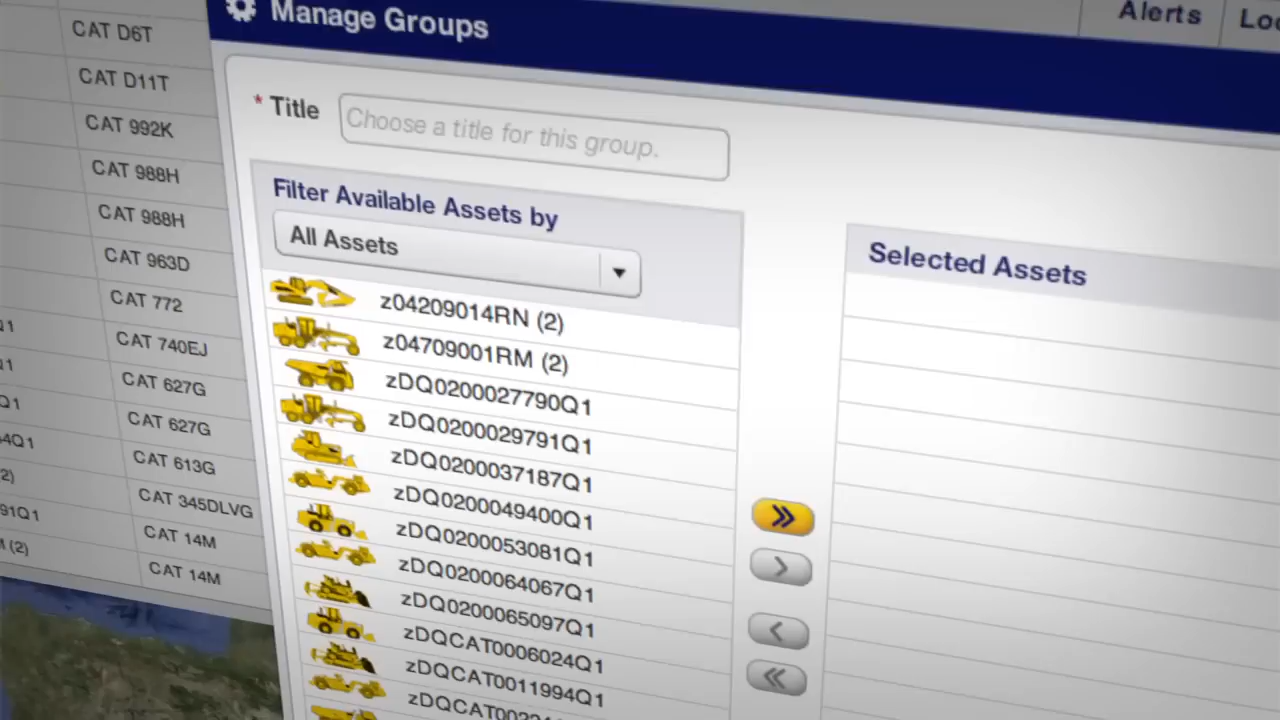 Manage Groups
Alerts
* Title
Choose a title for this group.
Filter Available Assets by
All Assets
Selected Assets
z04209014RN (2)
z04709001RM (2)
zDQ0200027790Q1
zDQ0200029791Q1
zDQ0200037187Q1
zDQ0200049400Q1
zDQ0200053081Q1
zDQ0200064067Q1
zDQ0200065097Q1
zDQCAT0006024Q1
zDQCAT0011994Q1
CAT D6T
CAT D11T
CAT 992K
CAT 988H
CAT 988H
CAT 963D
CAT 772
CAT 740EJ
CAT 627G
CAT 627G
CAT 613G
CAT 345DLVG
CAT 14M
CAT 14M